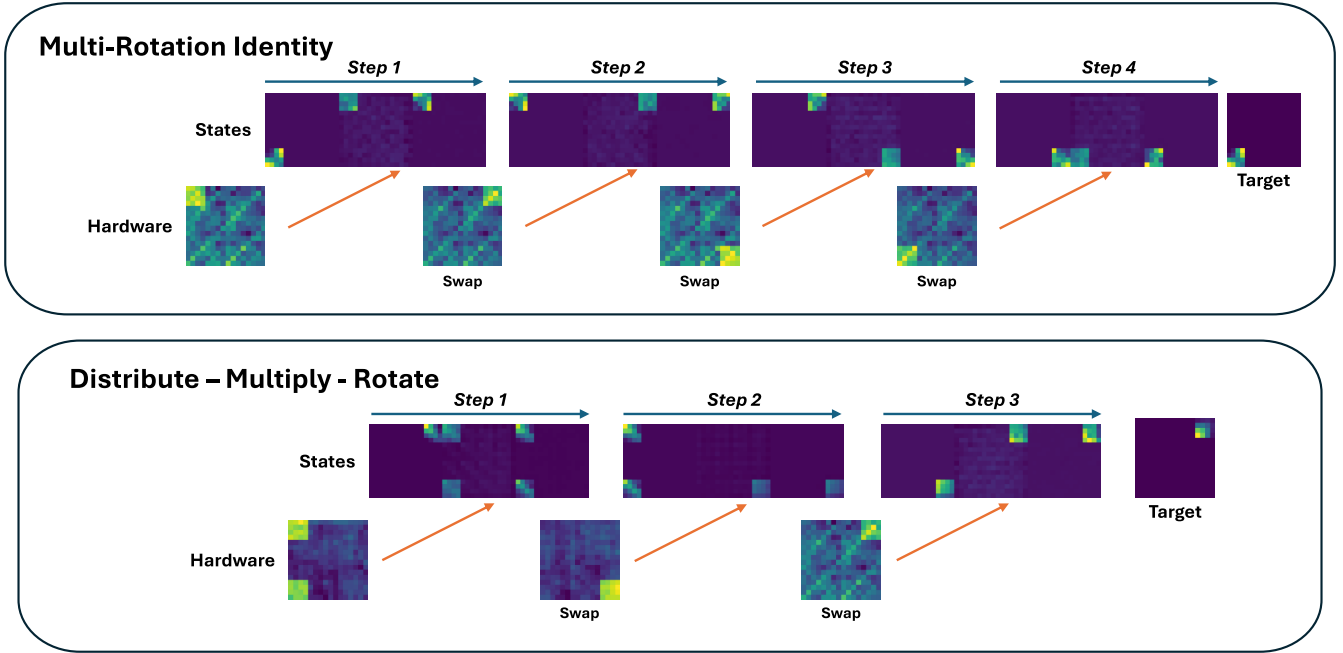 Multi-Rotation Identity
Step 1
Step 2
Step 3
Step 4
States
Target
Hardware
Swap
Swap
Swap
Distribute – Multiply - Rotate
Step 1
Step 2
Step 3
States
Target
Hardware
Swap
Swap